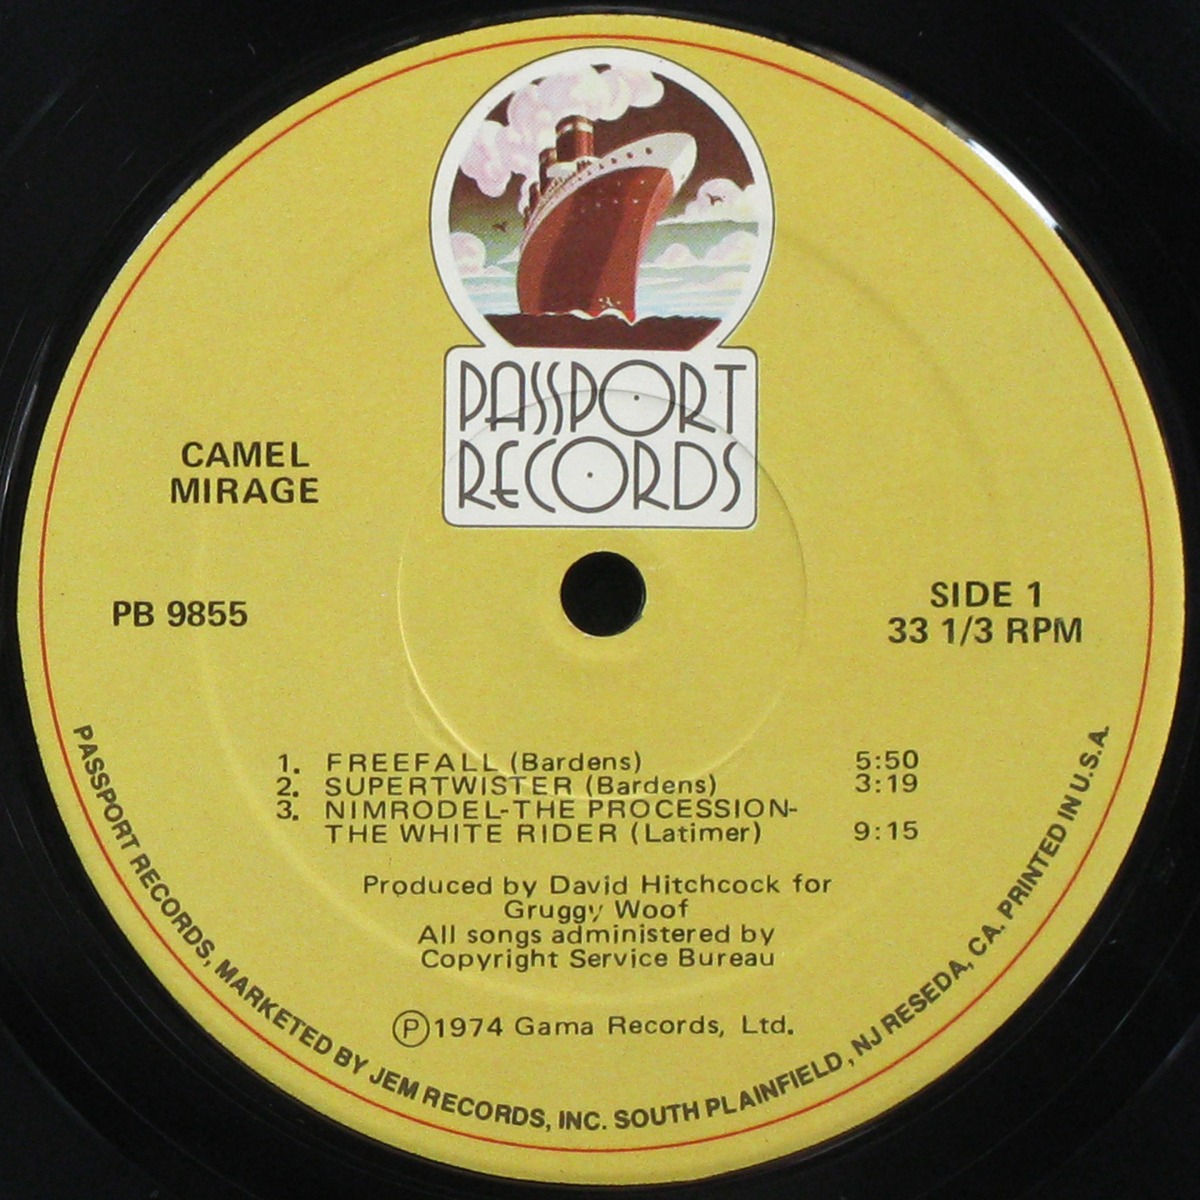 PASSPORT
RECORDS
CAMEL
MIRAGE
PB 9855
SIDE 1
33 1/3 RPM
1. FREEFALL (Bardens) 5:50
2. SUPERTWISTER (Bardens) 3:19
3. NIMRODEL-THE PROCESSION-
THE WHITE RIDER (Latimer) 9:15
Produced by David Hitchcock for
Gruggy Woof
All songs administered by
Copyright Service Bureau
Ⓟ1974 Gama Records, Ltd.
PASSPORT RECORDS, MARKETED BY JEM RECORDS, INC. SOUTH PLAINFIELD, NJ RESEDA, CA. PRINTED IN U.S.A.